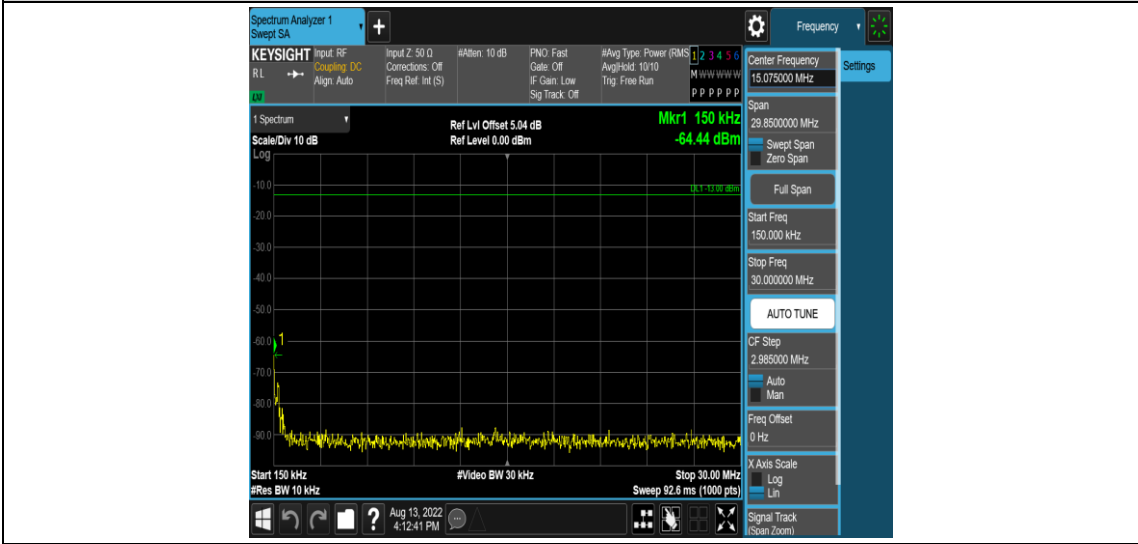 Spectrum Analyzer 1
Swept SA
+
Frequency
KEYSIGHT
RL
Input: RF
Coupling: DC
Align: Auto
Input Z: 50 Ω
Corrections: Off
Freq Ref: Int (S)
#Atten: 10 dB
PNO: Fast
Gate: Off
IF Gain: Low
Sig Track: Off
#Avg Type: Power (RMS
Avg|Hold: 10/10
Trig: Free Run
1 2 3 4 5 6
M W W W W W
P P P P P P
1 Spectrum
Scale/Div 10 dB
Log
Ref Lvl Offset 5.04 dB
Ref Level 0.00 dBm
Mkr1 150 kHz
-64.44 dBm
DL1 -13.00 dBm
-10.0
-20.0
-30.0
-40.0
-50.0
-60.0
-70.0
-80.0
-90.0
1
Start 150 kHz
#Res BW 10 kHz
#Video BW 30 kHz
Stop 30.00 MHz
Sweep 92.6 ms (1000 pts)
?
Aug 13, 2022
4:12:41 PM
Center Frequency
15.075000 MHz
Settings
Span
29.8500000 MHz
Swept Span
Zero Span
Full Span
Start Freq
150.000 kHz
Stop Freq
30.000000 MHz
AUTO TUNE
CF Step
2.985000 MHz
Auto
Man
Freq Offset
0 Hz
X Axis Scale
Log
Lin
Signal Track
(Span Zoom)